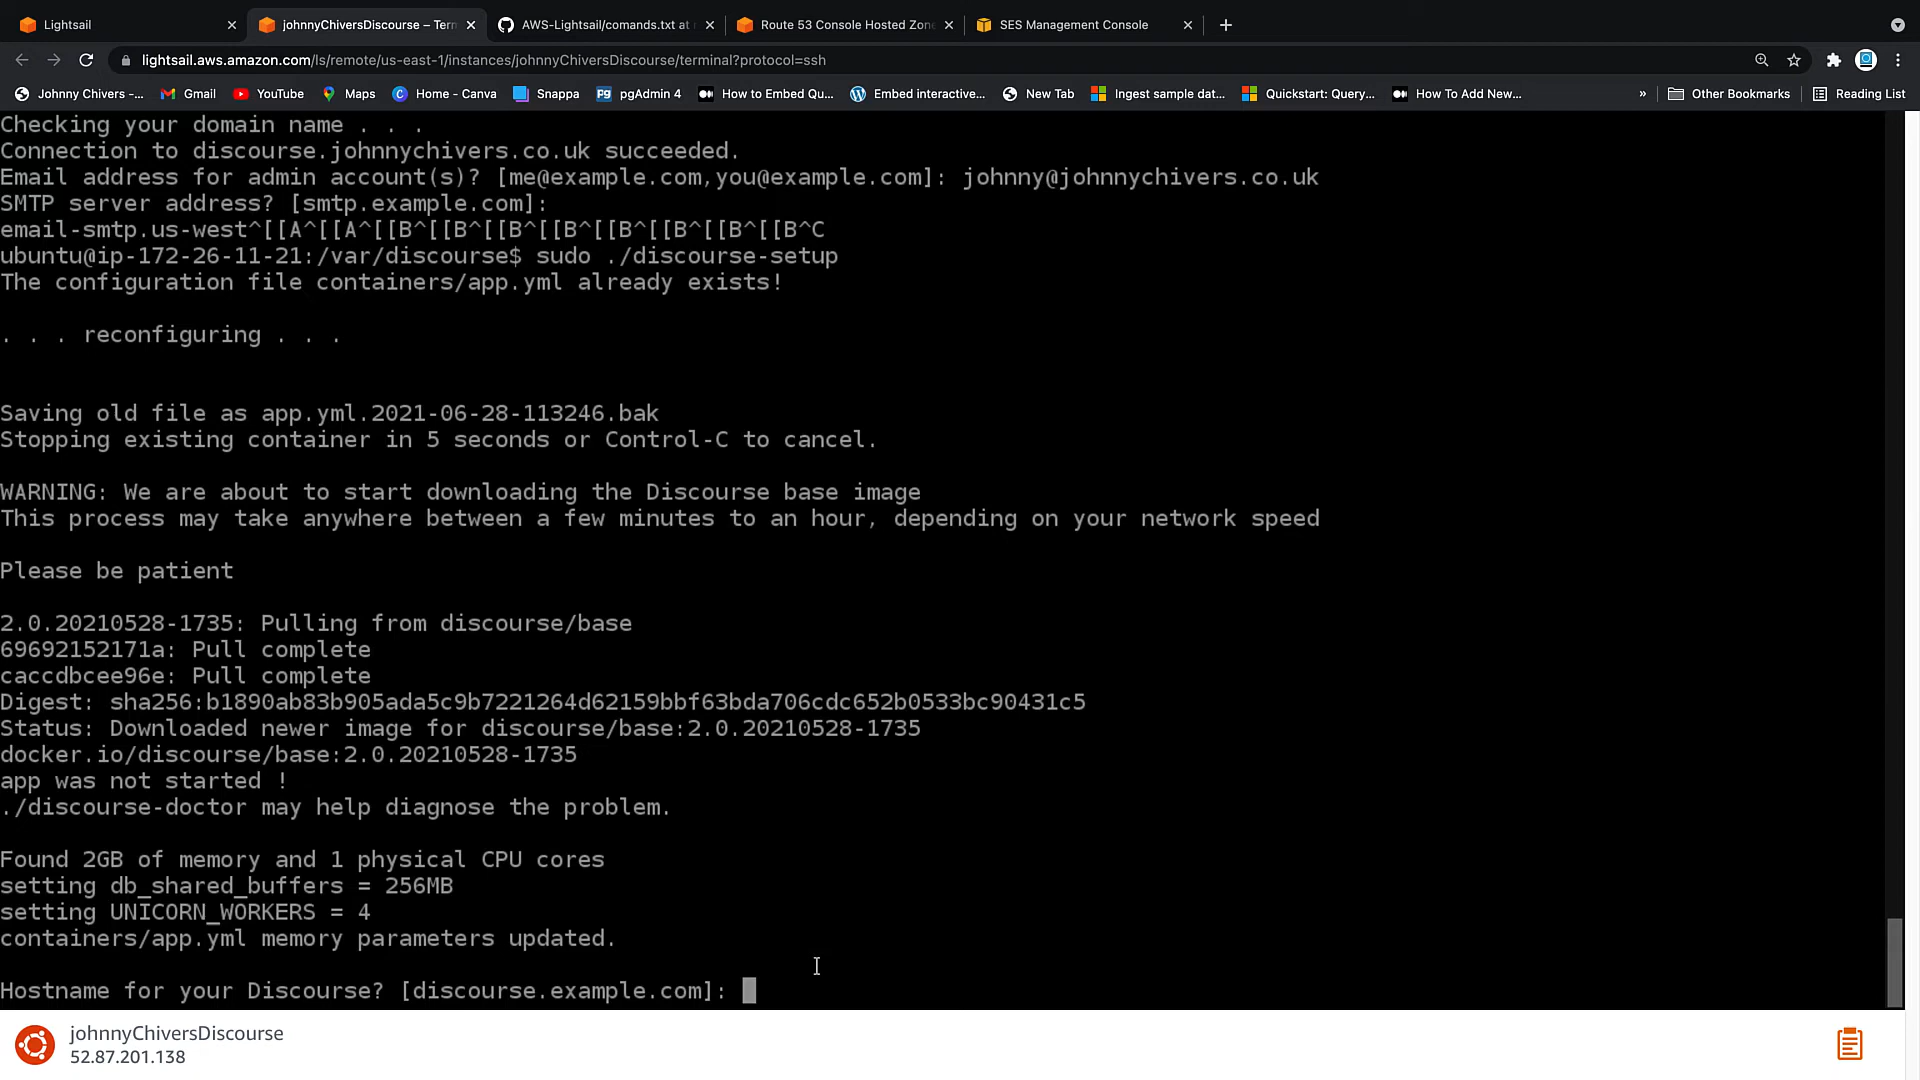 Lightsail
johnnyChiversDiscourse – Tern
AWS-Lightsail/comands.txt at
Route 53 Console Hosted Zone
SES Management Console
lightsail.aws.amazon.com/ls/remote/us-east-1/instances/johnnyChiversDiscourse/terminal?protocol=ssh
Johnny Chivers -...
Gmail
YouTube
Maps
Home - Canva
Snappa
pgAdmin 4
How to Embed Qu...
Embed interactive...
New Tab
Ingest sample dat...
Quickstart: Query...
How To Add New...
»
Other Bookmarks
Reading List
Checking your domain name . . .
Connection to discourse.johnnychivers.co.uk succeeded.
Email address for admin account(s)? [me@example.com,you@example.com]: johnny@johnnychivers.co.uk
SMTP server address? [smtp.example.com]:
email-smtp.us-west^[[A^[[A^[[B^[[B^[[B^[[B^[[B^[[B^[[B^[[B^C
ubuntu@ip-172-26-11-21:/var/discourse$ sudo ./discourse-setup
The configuration file containers/app.yml already exists!
. . . reconfiguring . . .
Saving old file as app.yml.2021-06-28-113246.bak
Stopping existing container in 5 seconds or Control-C to cancel.
WARNING: We are about to start downloading the Discourse base image
This process may take anywhere between a few minutes to an hour, depending on your network speed
Please be patient
2.0.20210528-1735: Pulling from discourse/base
69692152171a: Pull complete
caccdbcee96e: Pull complete
Digest: sha256:b1890ab83b905ada5c9b7221264d62159bbf63bda706cdc652b0533bc90431c5
Status: Downloaded newer image for discourse/base:2.0.20210528-1735
docker.io/discourse/base:2.0.20210528-1735
app was not started !
./discourse-doctor may help diagnose the problem.
Found 2GB of memory and 1 physical CPU cores
setting db_shared_buffers = 256MB
setting UNICORN_WORKERS = 4
containers/app.yml memory parameters updated.
Hostname for your Discourse? [discourse.example.com]:
johnnyChiversDiscourse
52.87.201.138